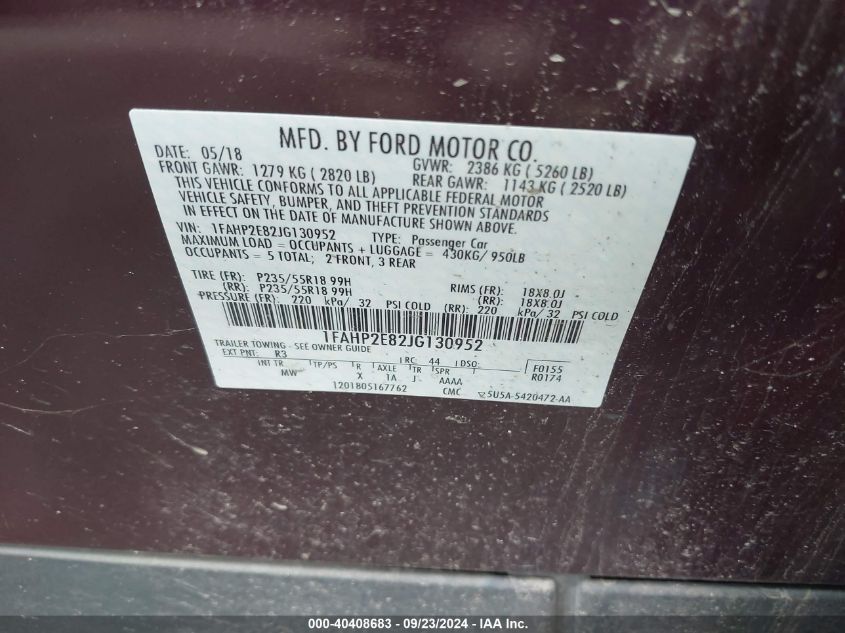 MFD. BY FORD MOTOR CO.
DATE: 05/18 GVWR: 2386 KG ( 5260 LB)
FRONT GAWR: 1279 KG ( 2820 LB) REAR GAWR: 1143 KG ( 2520 LB)
THIS VEHICLE CONFORMS TO ALL APPLICABLE FEDERAL MOTOR
VEHICLE SAFETY, BUMPER, AND THEFT PREVENTION STANDARDS
IN EFFECT ON THE DATE OF MANUFACTURE SHOWN ABOVE.
VIN: 1FAHP2E82JG130952 TYPE: Passenger Car
MAXIMUM LOAD = OCCUPANTS + LUGGAGE = 430KG/ 950LB
OCCUPANTS = 5 TOTAL; 2 FRONT, 3 REAR
TIRE (FR): P235/55R18 99H RIMS (FR): 18X8.0J
(RR): P235/55R18 99H (RR): 18X8.0J
PRESSURE (FR): 220 kPa/ 32 PSI COLD (RR): 220 kPa/ 32 PSI COLD
1FAHP2E82JG130952
TRAILER TOWING - SEE OWNER GUIDE
EXT PNT: R3 RC: 44 DSO: F0155
INT TR TP/PS R AXLE TR SPR R0174
MW X 1A J AAAA
1201805167762 CMC 5U5A-5420472-AA
000-40408683 - 09/23/2024 - IAA Inc.